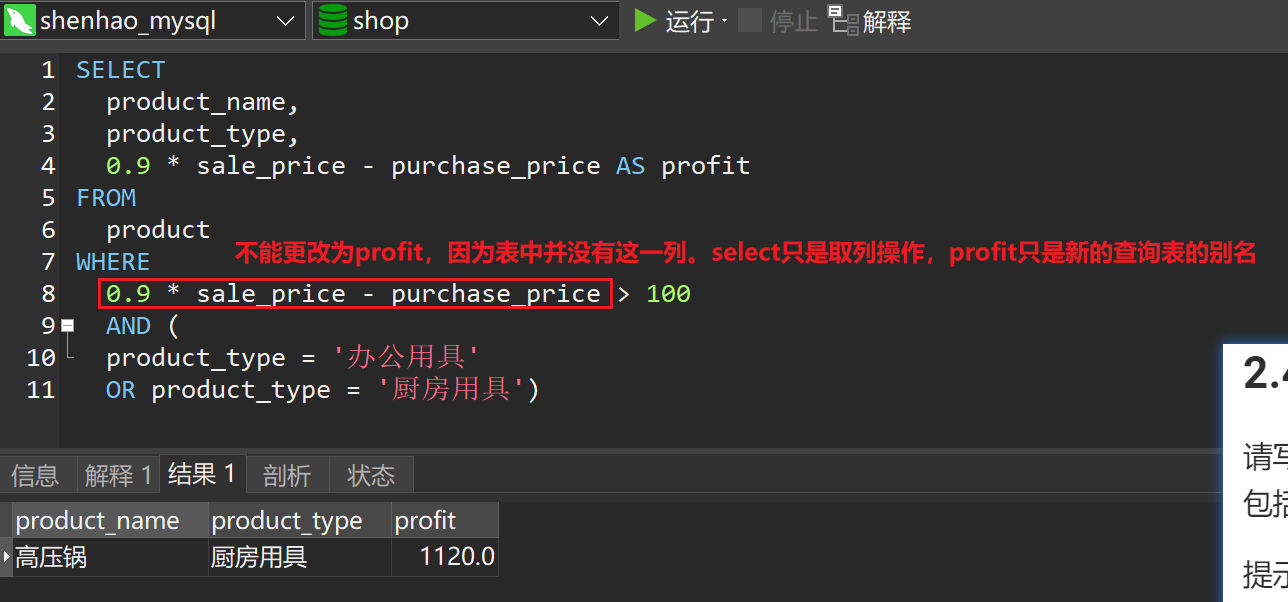 shenhao_mysql shop 运行 停止 解释
1 SELECT
2 product_name,
3 product_type,
4 0.9 * sale_price - purchase_price AS profit
5 FROM
6 product
不能更改为profit，因为表中并没有这一列。select只是取列操作，profit只是新的查询表的别名
7 WHERE
8 0.9 * sale_price - purchase_price > 100
9 AND (
10 product_type = '办公用具'
11 OR product_type = '厨房用具')
2.4
请写
包括
提示
信息 解释 1 结果 1 剖析 状态
product_name product_type profit
高压锅 厨房用具 1120.0